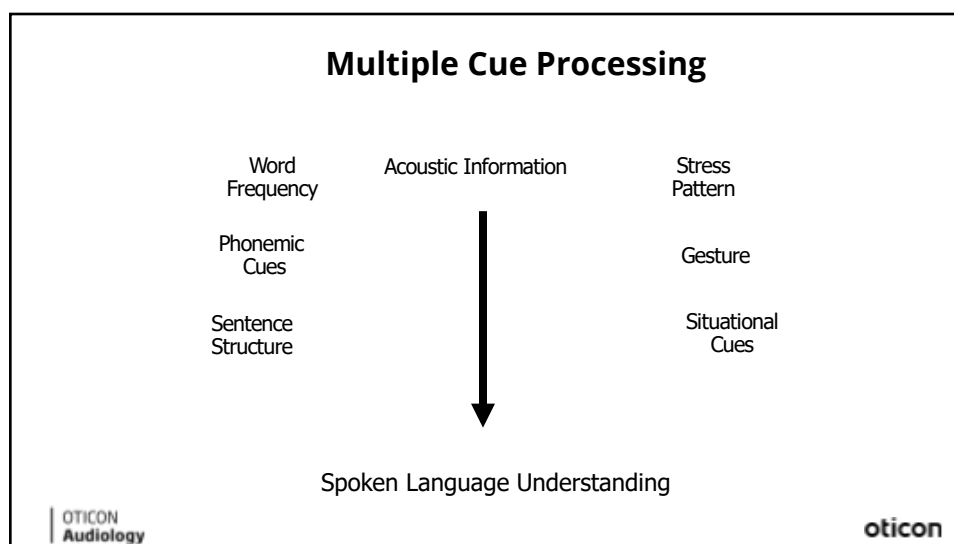 Multiple Cue Processing
Word
Frequency
Acoustic Information
Stress
Pattern
Phonemic
Cues
Gesture
Sentence
Structure
Situational
Cues
Spoken Language Understanding
OTICON
Audiology
oticon